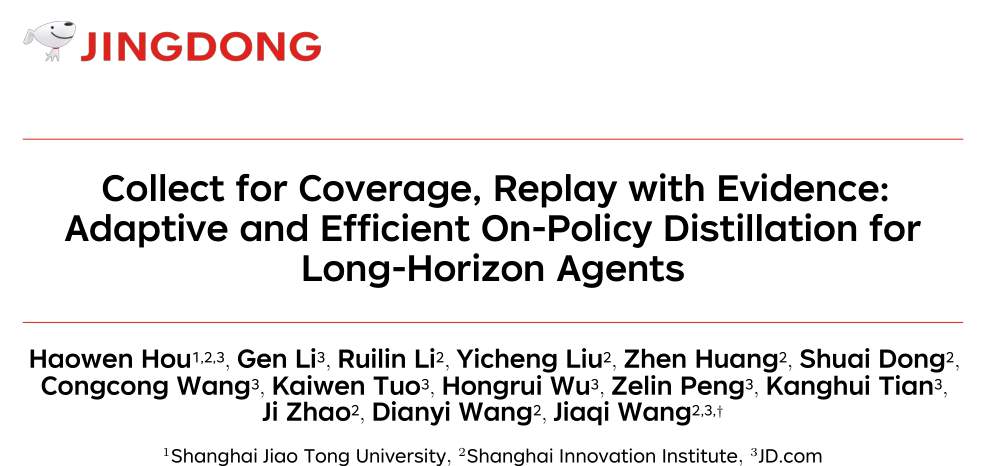 JINGDONG
Collect for Coverage, Replay with Evidence:
Adaptive and Efficient On-Policy Distillation for
Long-Horizon Agents
Haowen Hou1,2,3, Gen Li3, Ruilin Li2, Yicheng Liu2, Zhen Huang2, Shuai Dong2,
Congcong Wang3, Kaiwen Tuo3, Hongrui Wu3, Zelin Peng3, Kanghui Tian3,
Ji Zhao2, Dianyi Wang2, Jiaqi Wang2,3,†
1Shanghai Jiao Tong University, 2Shanghai Innovation Institute, 3JD.com